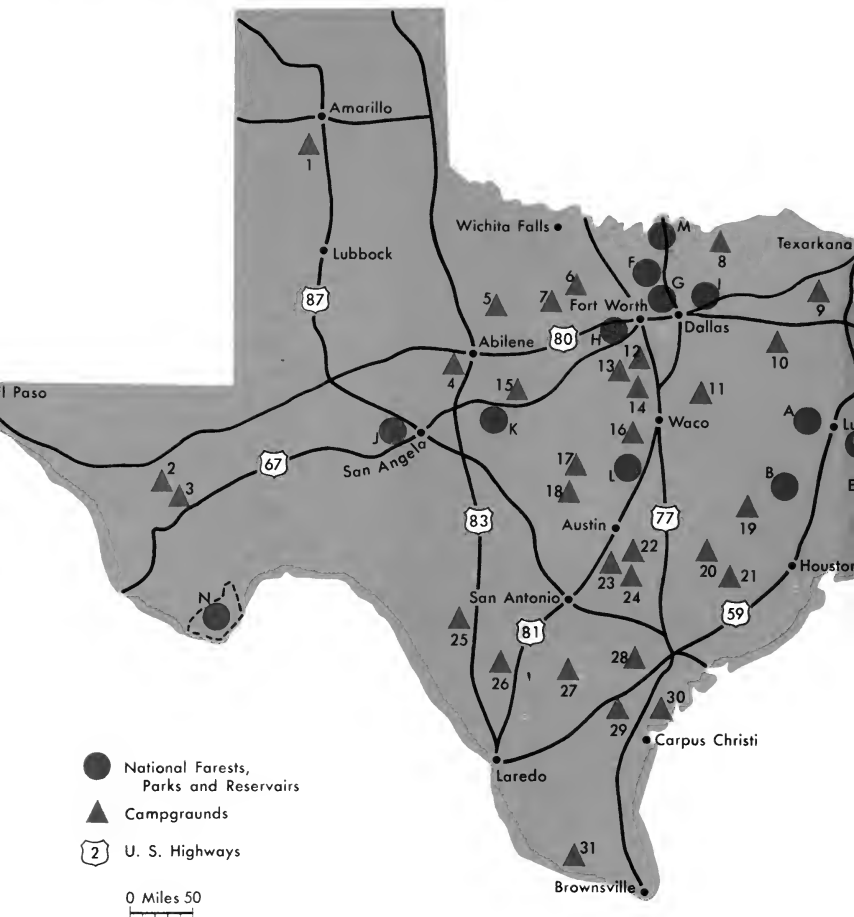 Amarillo
1
Lubbock
87
Wichita Falls
M
8
Texarkana
F
G
I
9
6
5
7
Fort Worth
Dallas
H
80
Abilene
12
10
4
13
15
14
11
l Paso
A
Lu
J
San Angela
K
Waco
16
67
2
3
17
L
18
B
E
83
77
19
Austin
22
20
23
24
21
Houston
N
San Antonio
59
81
25
26
27
28
29
30
Carpus Christi
Laredo
31
Brownsville
National Farests,
Parks and Reservairs
Campgraunds
2 U. S. Highways
0 Miles 50